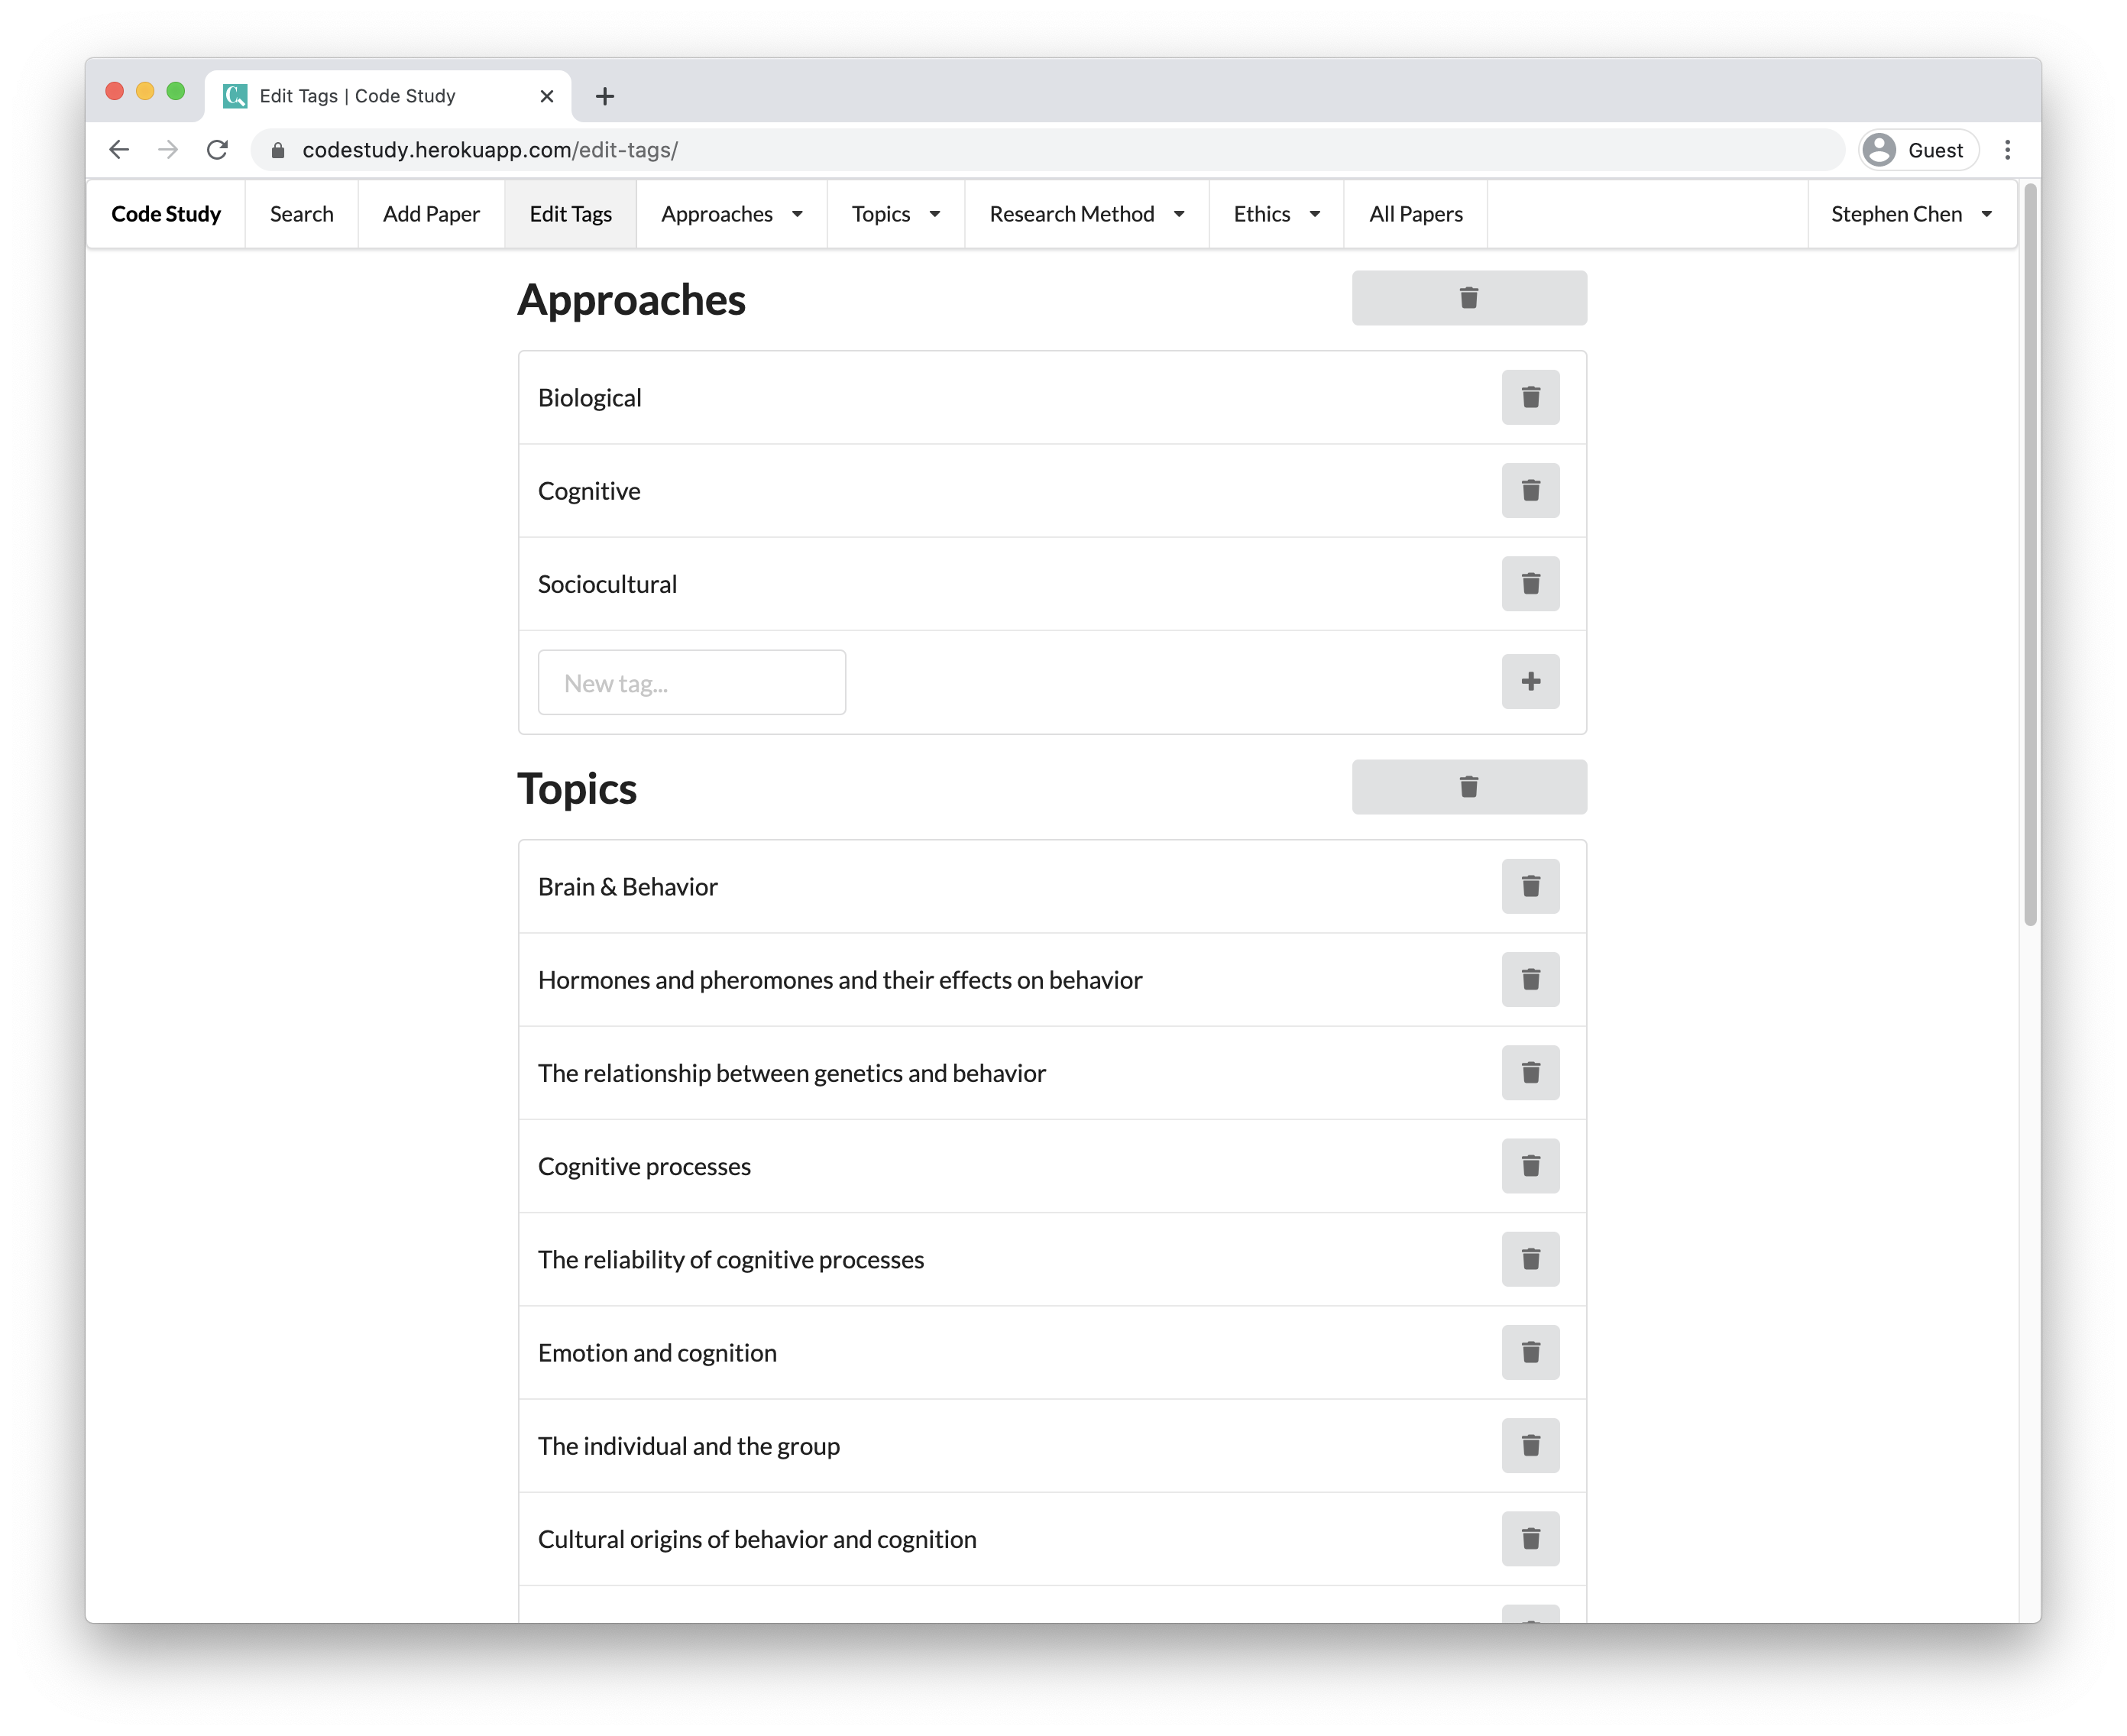 Edit Tags | Code Study
codestudy.herokuapp.com/edit-tags/
Guest
Code Study
Search
Add Paper
Edit Tags
Approaches
Topics
Research Method
Ethics
All Papers
Stephen Chen
Approaches
Biological
Cognitive
Sociocultural
New tag...
Topics
Brain & Behavior
Hormones and pheromones and their effects on behavior
The relationship between genetics and behavior
Cognitive processes
The reliability of cognitive processes
Emotion and cognition
The individual and the group
Cultural origins of behavior and cognition